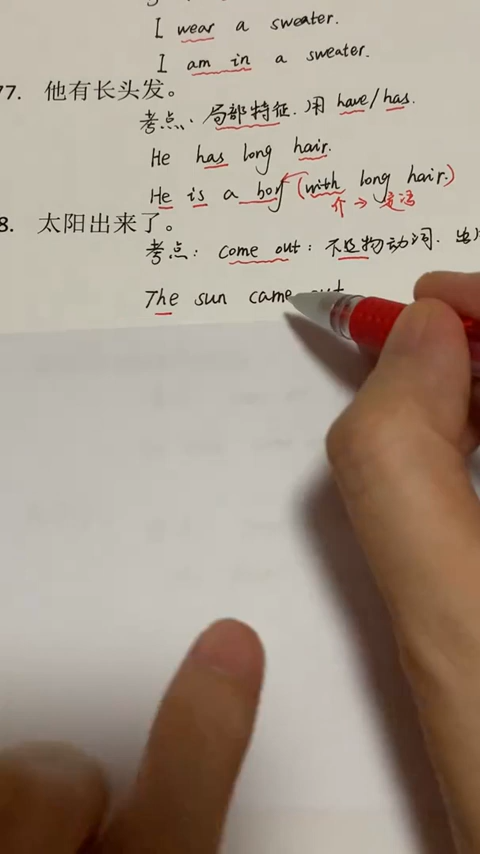 I wear a sweater.
I am in a sweater.
77. 他有长头发。
考点：局部特征. 用 have/has.
He has long hair.
He is a boy (with long hair.)
介 → 定语
8. 太阳出来了。
考点: come out: 不及物动词.
The sun came out